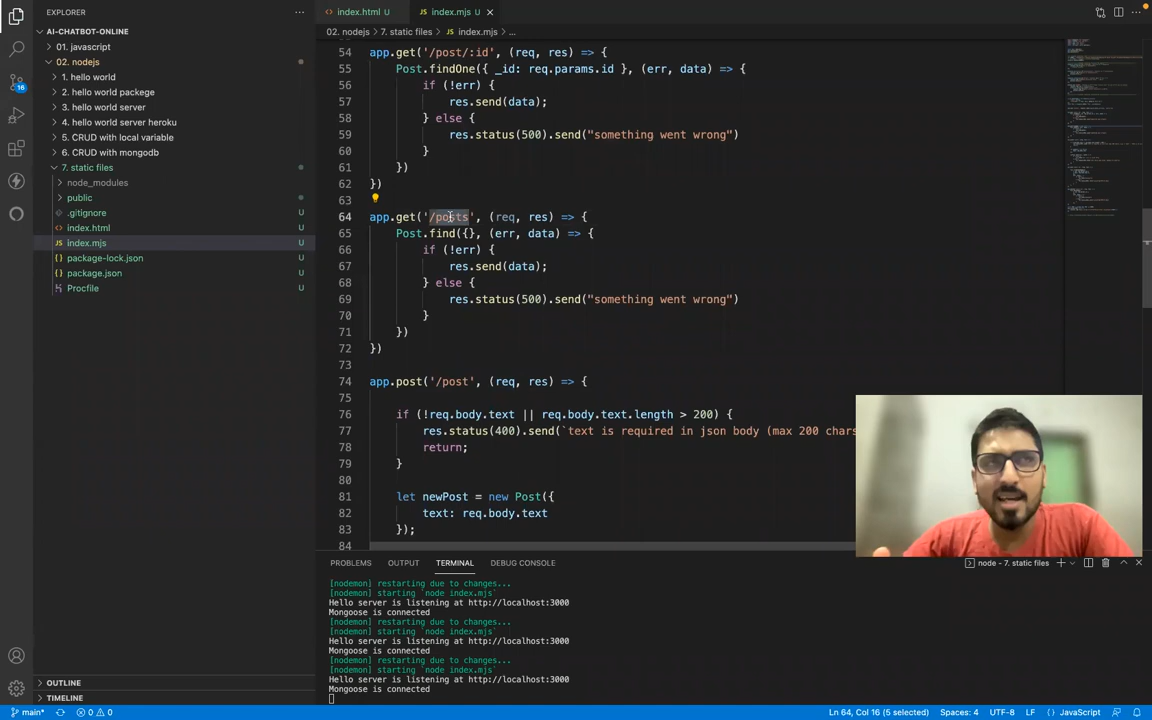 EXPLORER
AI-CHATBOT-ONLINE
01. javascript
02. nodejs
1. hello world
2. hello world packege
3. hello world server
4. hello world server heroku
5. CRUD with local variable
6. CRUD with mongodb
7. static files
node_modules
public
.gitignore U
index.html U
index.mjs U
package-lock.json U
package.json U
Procfile U
OUTLINE
TIMELINE
16
index.html U
JS index.mjs U
02. nodejs > 7. static files > JS index.mjs > ...
54 app.get('/post/:id', (req, res) => {
55 Post.findOne({ _id: req.params.id }, (err, data) => {
56 if (!err) {
57 res.send(data);
58 } else {
59 res.status(500).send("something went wrong")
60 }
61 })
62 })
63
64 app.get('/posts', (req, res) => {
65 Post.find({}, (err, data) => {
66 if (!err) {
67 res.send(data);
68 } else {
69 res.status(500).send("something went wrong")
70 }
71 })
72 })
73
74 app.post('/post', (req, res) => {
75
76 if (!req.body.text || req.body.text.length > 200) {
77 res.status(400).send(`text is required in json body (max 200 chars
78 return;
79 }
80
81 let newPost = new Post({
82 text: req.body.text
83 });
84
PROBLEMS OUTPUT TERMINAL DEBUG CONSOLE
node - 7. static files
[nodemon] restarting due to changes...
[nodemon] starting `node index.mjs`
Hello server is listening at http://localhost:3000
Mongoose is connected
[nodemon] restarting due to changes...
[nodemon] starting `node index.mjs`
Hello server is listening at http://localhost:3000
Mongoose is connected
[nodemon] restarting due to changes...
[nodemon] starting `node index.mjs`
Hello server is listening at http://localhost:3000
Mongoose is connected
main* 0 0 Ln 64, Col 16 (5 selected) Spaces: 4 UTF-8 LF JavaScript